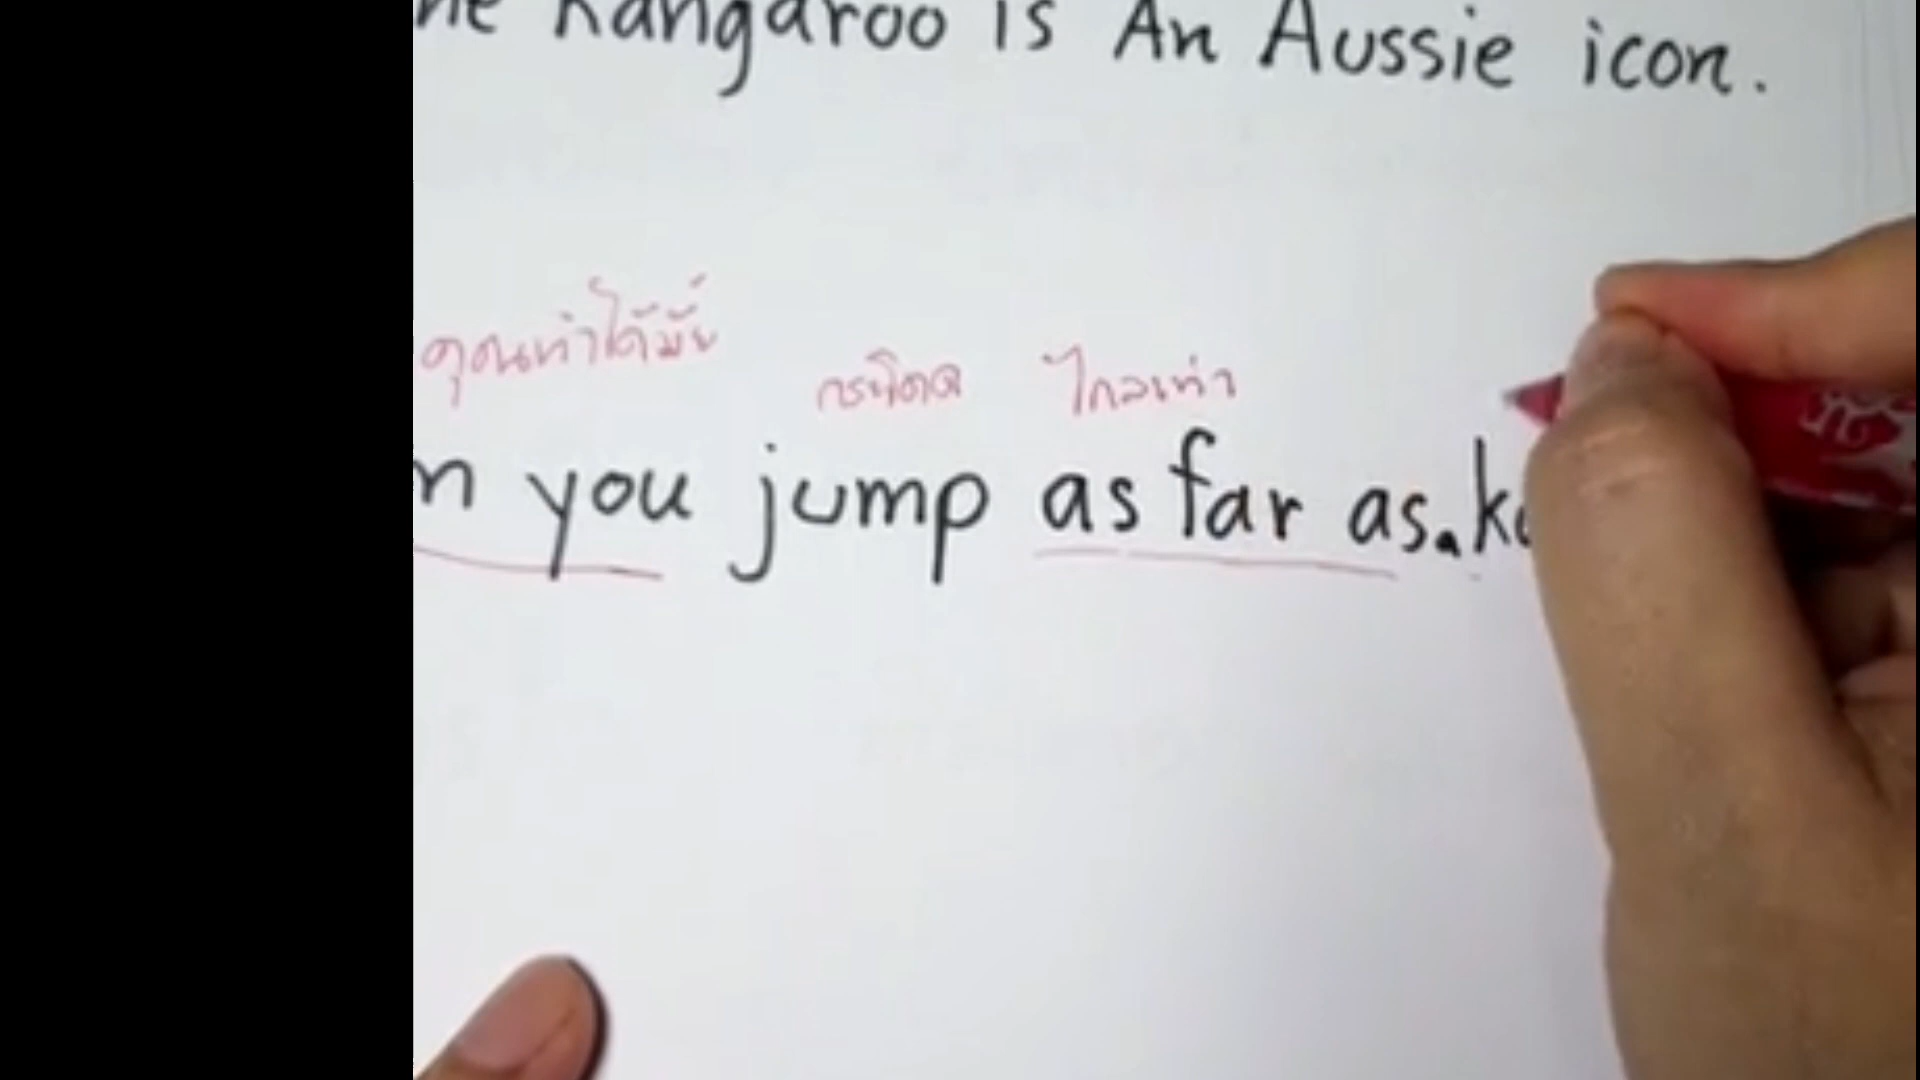 he Kangaroo is An Aussie icon.
คุณทำได้มั้ย กระโดด ไกลเท่า
n you jump as far as.k